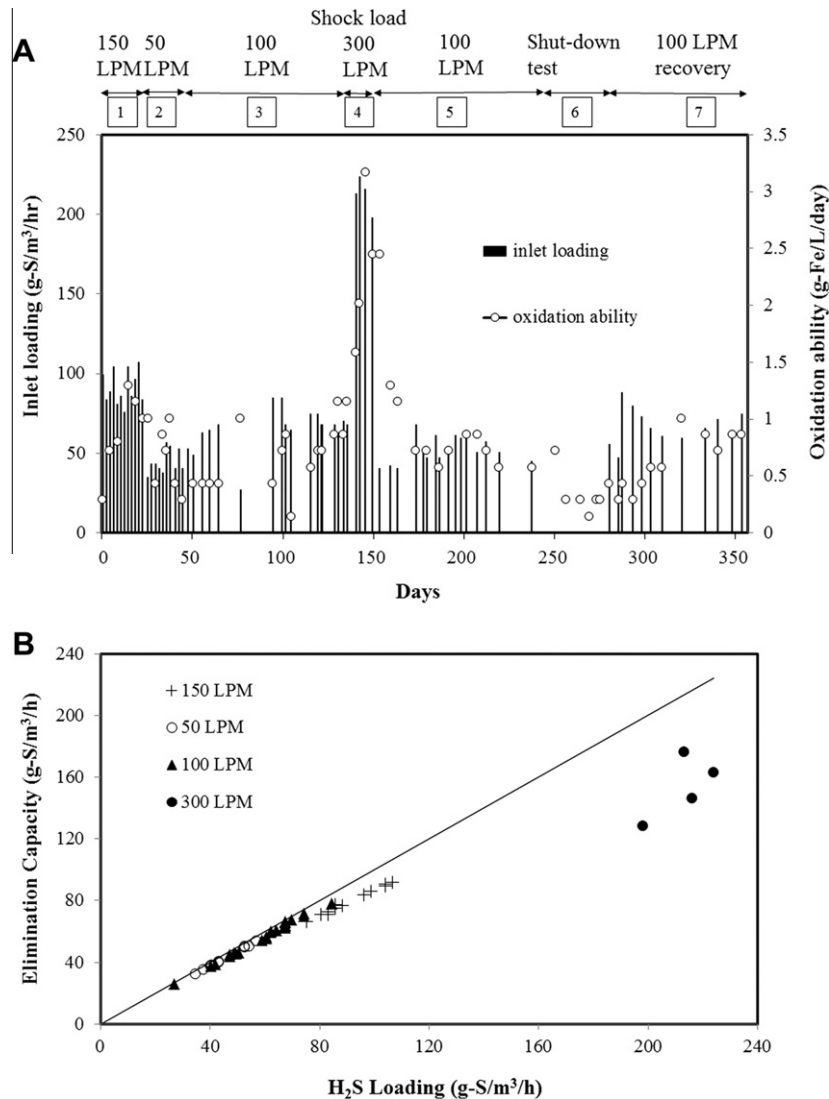 Shock load
A
150 50 100 300 100 Shut-down 100 LPM
LPM LPM LPM LPM LPM test recovery
1 2 3 4 5 6 7
250 3.5
200 3
150 2.5
100 2
50 1.5
0 1
0.5
0
Inlet loading (g-S/m³/hr)
Oxidation ability (g-Fe/L/day)
inlet loading
oxidation ability
0 50 100 150 200 250 300 350
Days
B
240
200
160
120
80
40
0
Elimination Capacity (g-S/m³/h)
150 LPM
50 LPM
100 LPM
300 LPM
0 40 80 120 160 200 240
H₂S Loading (g-S/m³/h)